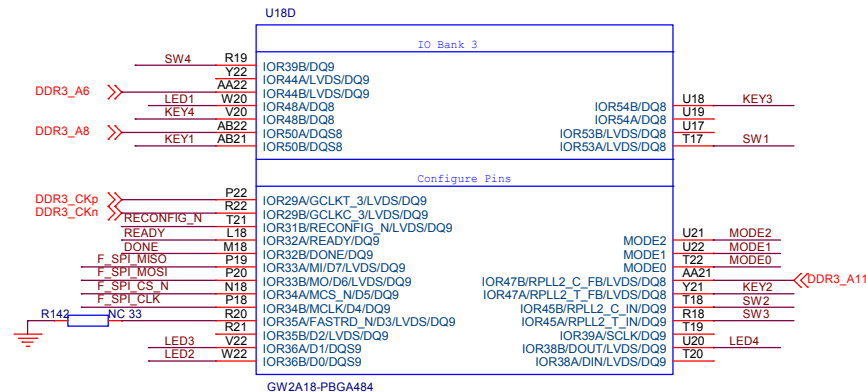 U18D
IO Bank 3
SW4 R19 IOR39B/DQ9
Y22 IOR44A/LVDS/DQ9
DDR3_A6 AA22 IOR44B/LVDS/DQ9
LED1 W20 IOR48A/DQ8 IOR54B/DQ8 U18 KEY3
KEY4 V20 IOR48B/DQ8 IOR54A/DQ8 U19
DDR3_A8 AB22 IOR50A/DQS8 IOR53B/LVDS/DQ8 U17
KEY1 AB21 IOR50B/DQS8 IOR53A/LVDS/DQ8 T17 SW1
Configure Pins
DDR3_CKp P22 IOR29A/GCLKT_3/LVDS/DQ9
DDR3_CKn R22 IOR29B/GCLKC_3/LVDS/DQ9
RECONFIG_N T21 IOR31B/RECONFIG_N/LVDS/DQ9
READY L18 IOR32A/READY/DQ9 MODE2 U21 MODE2
DONE M18 IOR32B/DONE/DQ9 MODE1 U22 MODE1
F_SPI_MISO P19 IOR33A/MI/D7/LVDS/DQ9 MODE0 T22 MODE0
F_SPI_MOSI P20 IOR33B/MO/D6/LVDS/DQ9 IOR47B/RPLL2_C_FB/LVDS/DQ8 AA21 DDR3_A11
F_SPI_CS_N N18 IOR34A/MCS_N/D5/DQ9 IOR47A/RPLL2_T_FB/LVDS/DQ8 Y21 KEY2
F_SPI_CLK P18 IOR34B/MCLK/D4/DQ9 IOR45B/RPLL2_C_IN/DQ9 T18 SW2
R142 NC 33 R20 IOR35A/FASTRD_N/D3/LVDS/DQ9 IOR45A/RPLL2_T_IN/DQ9 R18 SW3
R21 IOR35B/D2/LVDS/DQ9 IOR39A/SCLK/DQ9 T19
LED3 V22 IOR36A/D1/DQS9 IOR38B/DOUT/LVDS/DQ9 U20 LED4
LED2 W22 IOR36B/D0/DQS9 IOR38A/DIN/LVDS/DQ9 T20
GW2A18-PBGA484